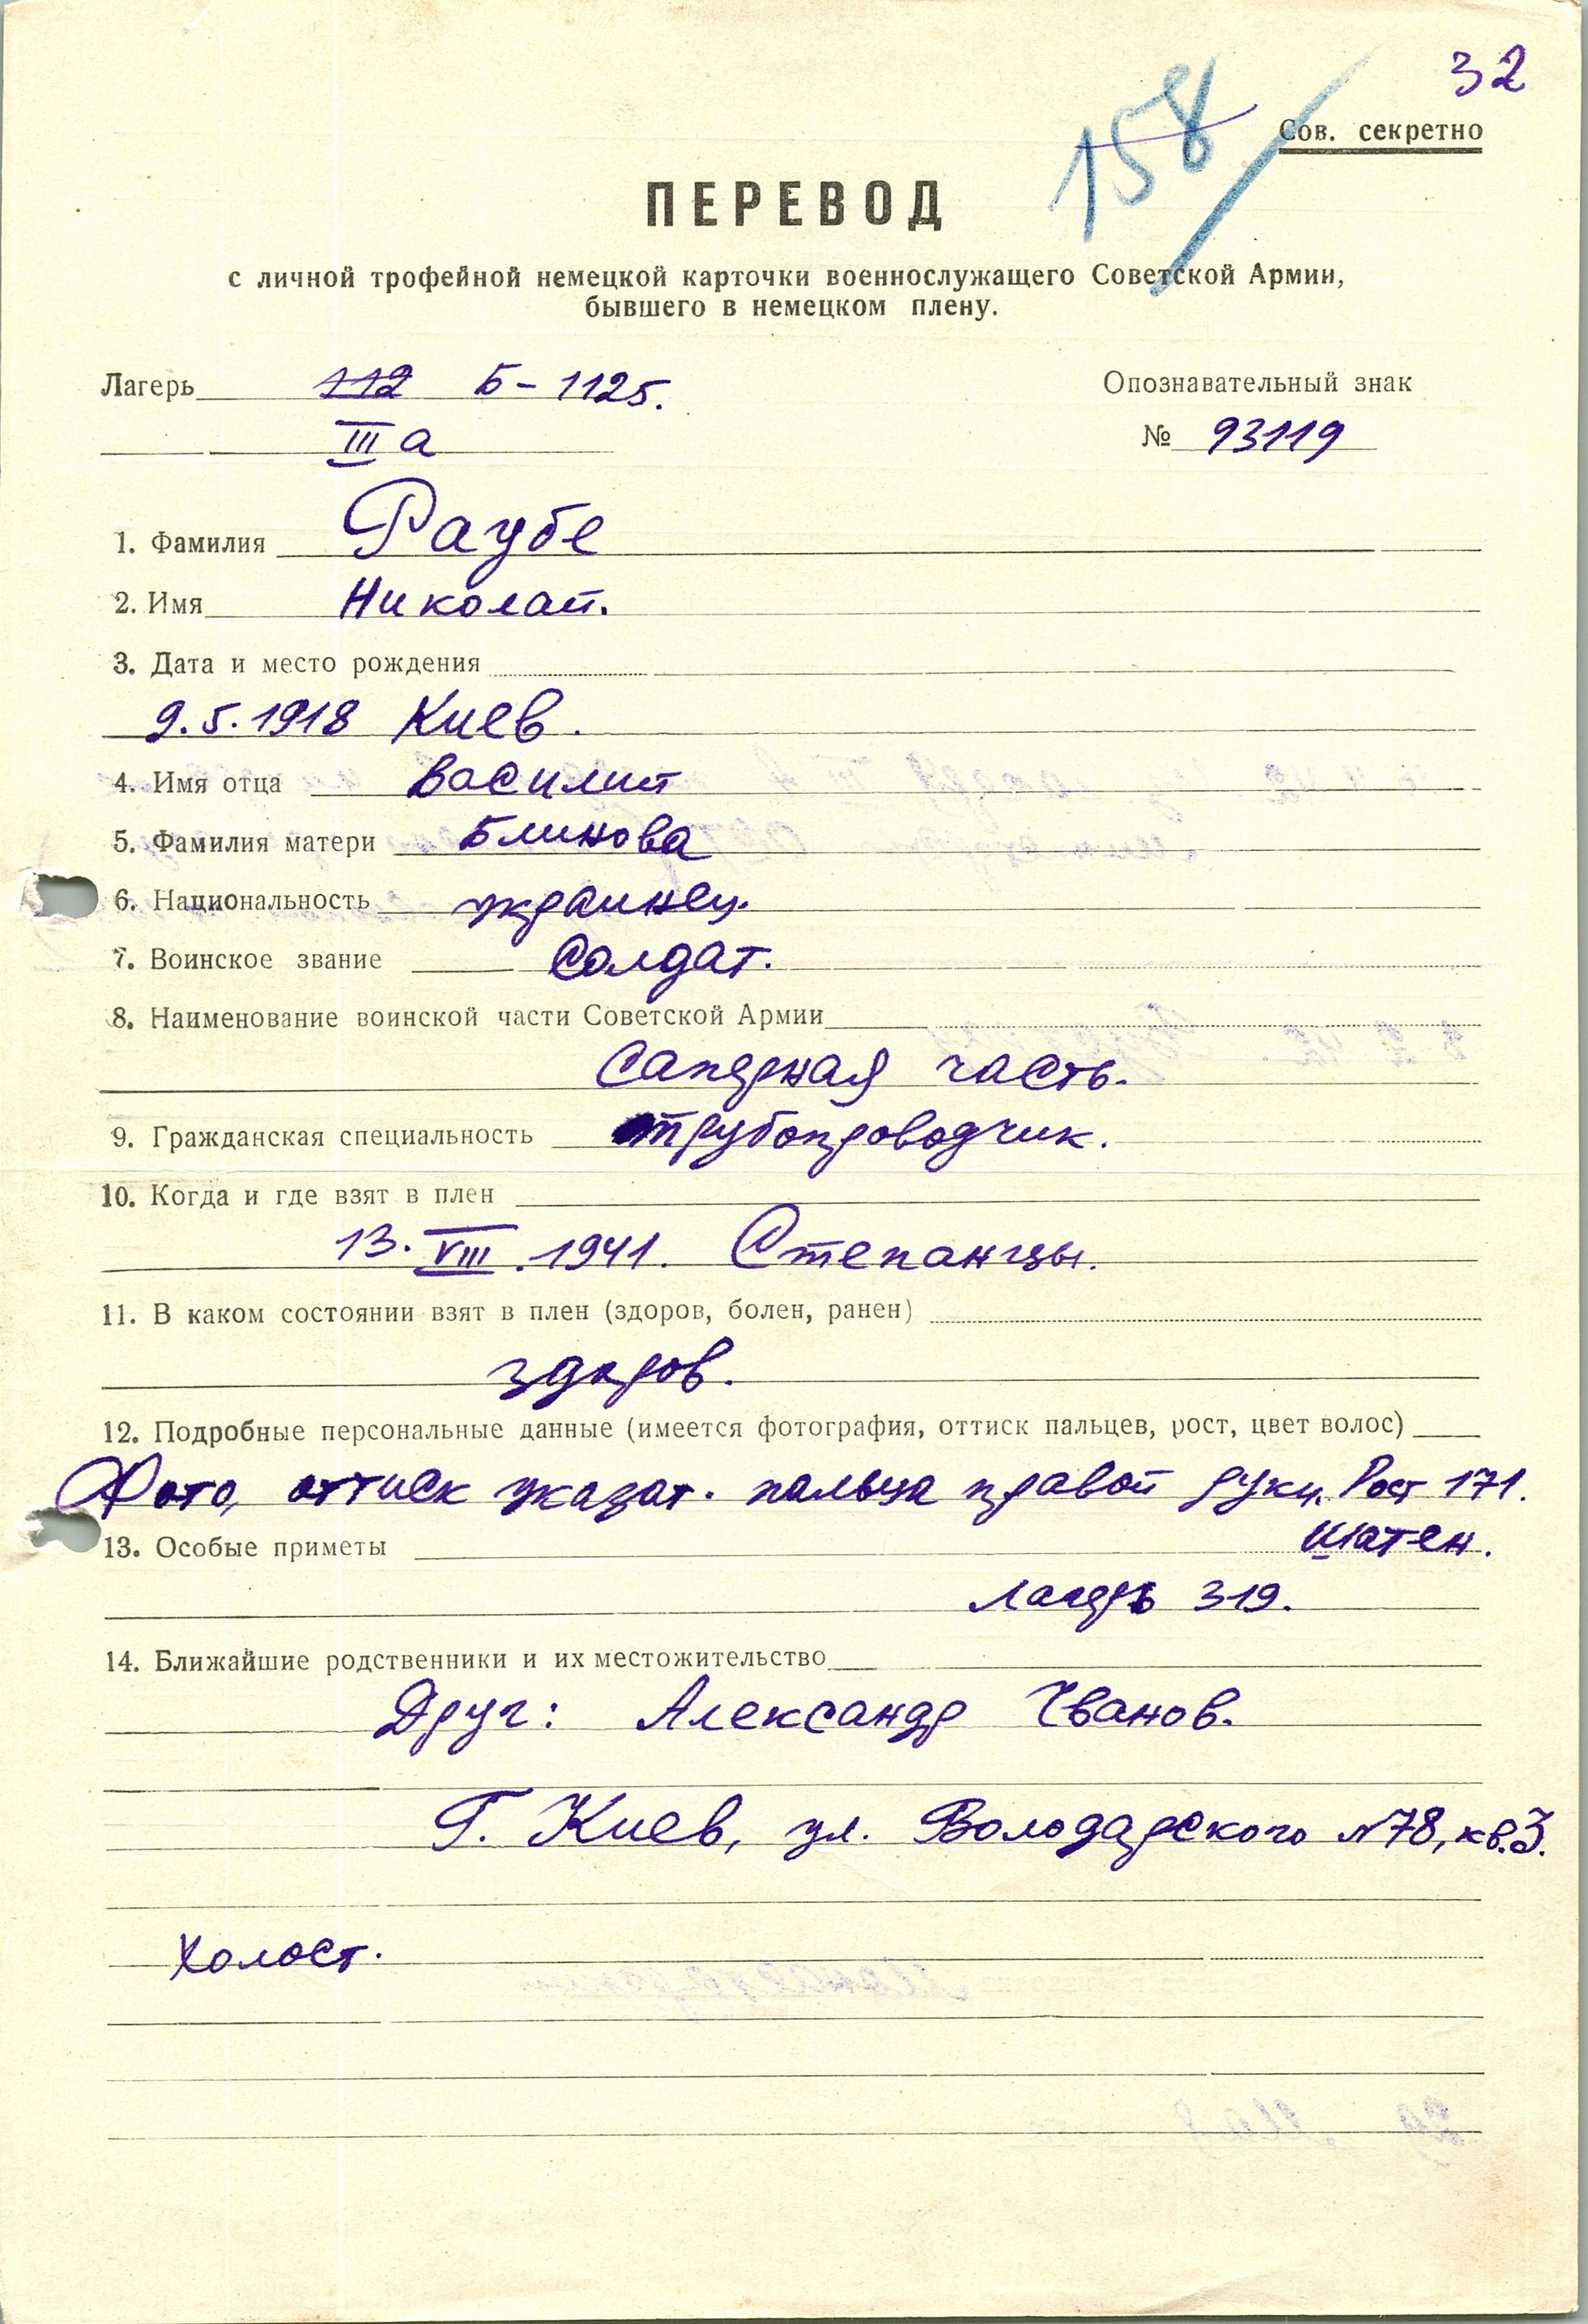 32
158
Сов. секретно
ПЕРЕВОД
с личной трофейной немецкой карточки военнослужащего Советской Армии,
бывшего в немецком плену.
Лагерь 112 Б-1125.
Опознавательный знак
III а
№ 93119
1. Фамилия Раубе
2. Имя Николай.
3. Дата и место рождения
9.5.1918 Киев.
4. Имя отца Василий
5. Фамилия матери Блинова
6. Национальность украинец.
7. Воинское звание Солдат.
8. Наименование воинской части Советской Армии
Саперная часть.
9. Гражданская специальность трубопроводчик.
10. Когда и где взят в плен
13. VIII. 1941. Степанцы.
11. В каком состоянии взят в плен (здоров, болен, ранен)
здоров.
12. Подробные персональные данные (имеется фотография, оттиск пальцев, рост, цвет волос)
Фото, оттиск указат. пальца правой руки. Рост 171.
Шатен.
13. Особые приметы
Лагерь 319.
14. Ближайшие родственники и их местожительство
Друг: Александр Чванов.
Г. Киев, ул. Володарского №78, кв.3.
Холост.